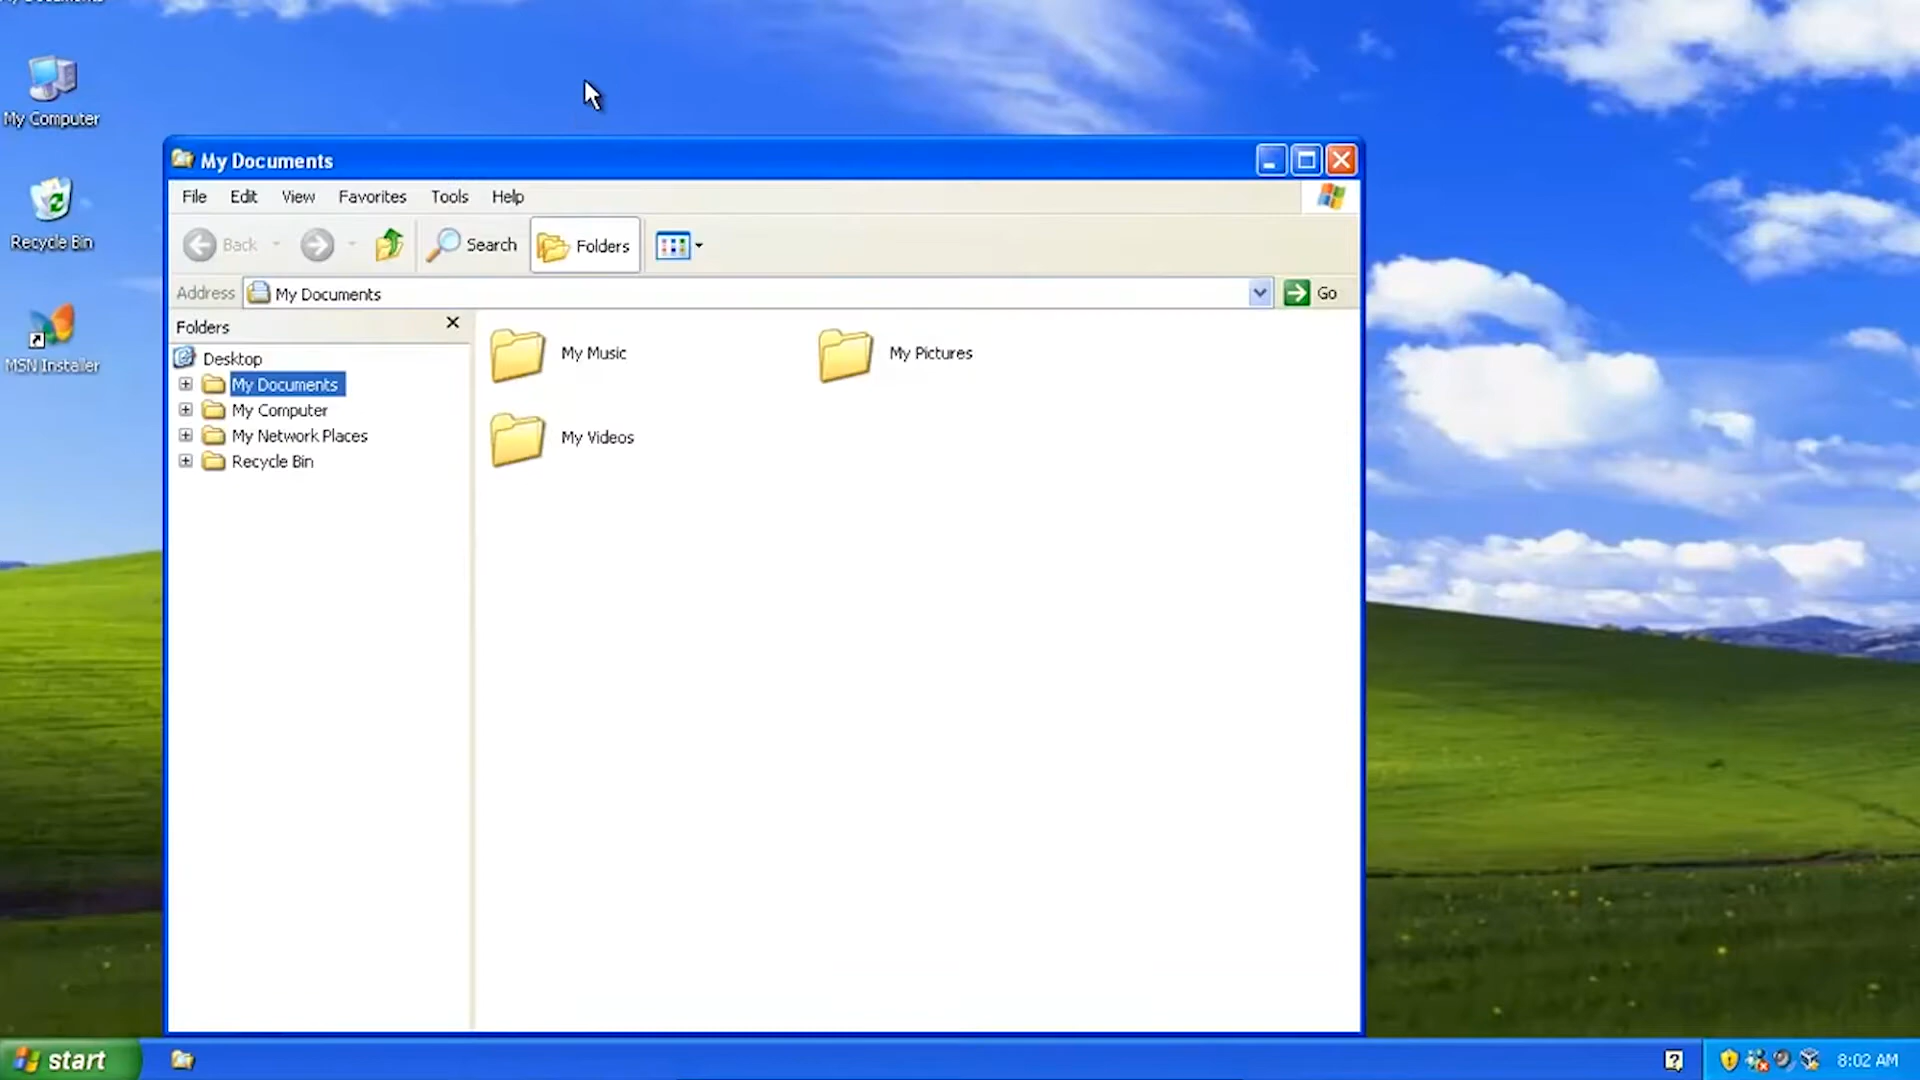 My Documents
My Computer
Recycle Bin
MSN Installer
My Documents
File Edit View Favorites Tools Help
Back Search Folders
Address My Documents Go
Folders
Desktop
My Documents
My Computer
My Network Places
Recycle Bin
My Music
My Pictures
My Videos
start
8:02 AM